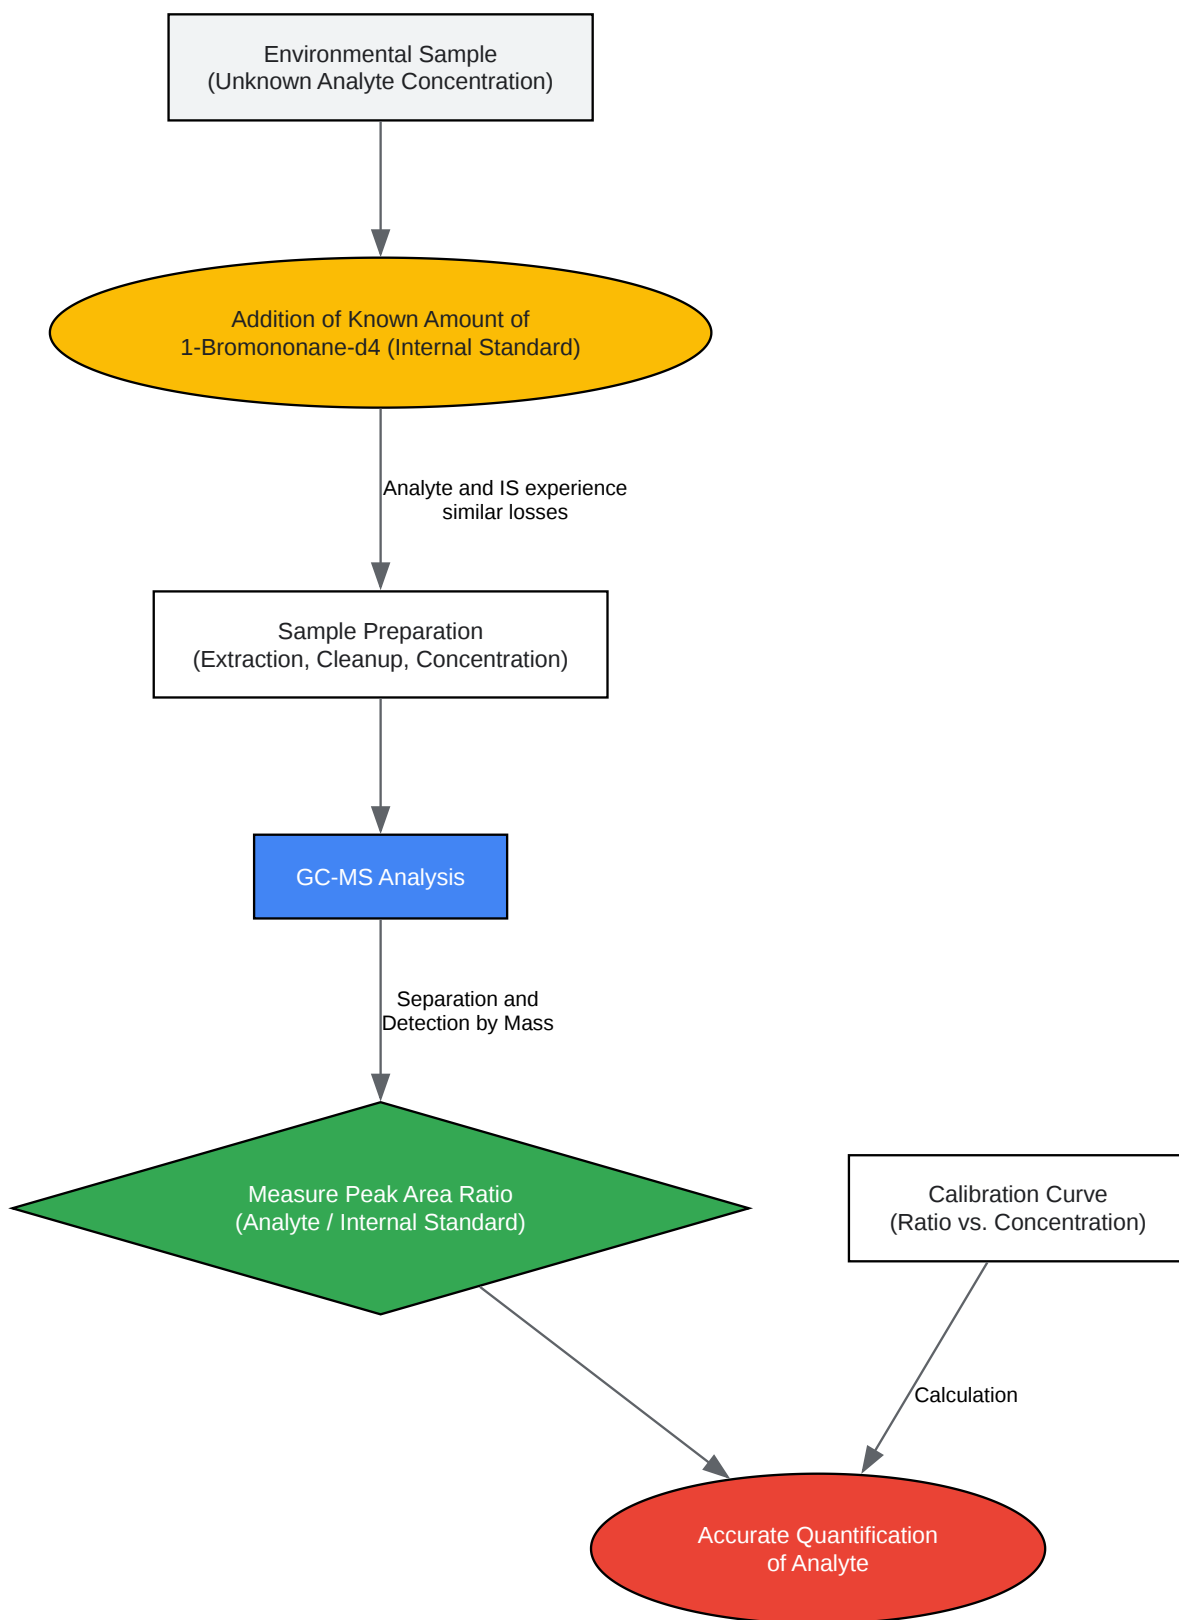 Environmental Sample
(Unknown Analyte Concentration)
Addition of Known Amount of
1-Bromononane-d4 (Internal Standard)
Analyte and IS experience
similar losses
Sample Preparation
(Extraction, Cleanup, Concentration)
GC-MS Analysis
Separation and
Detection by Mass
Measure Peak Area Ratio
(Analyte / Internal Standard)
Calibration Curve
(Ratio vs. Concentration)
Calculation
Accurate Quantification
of Analyte